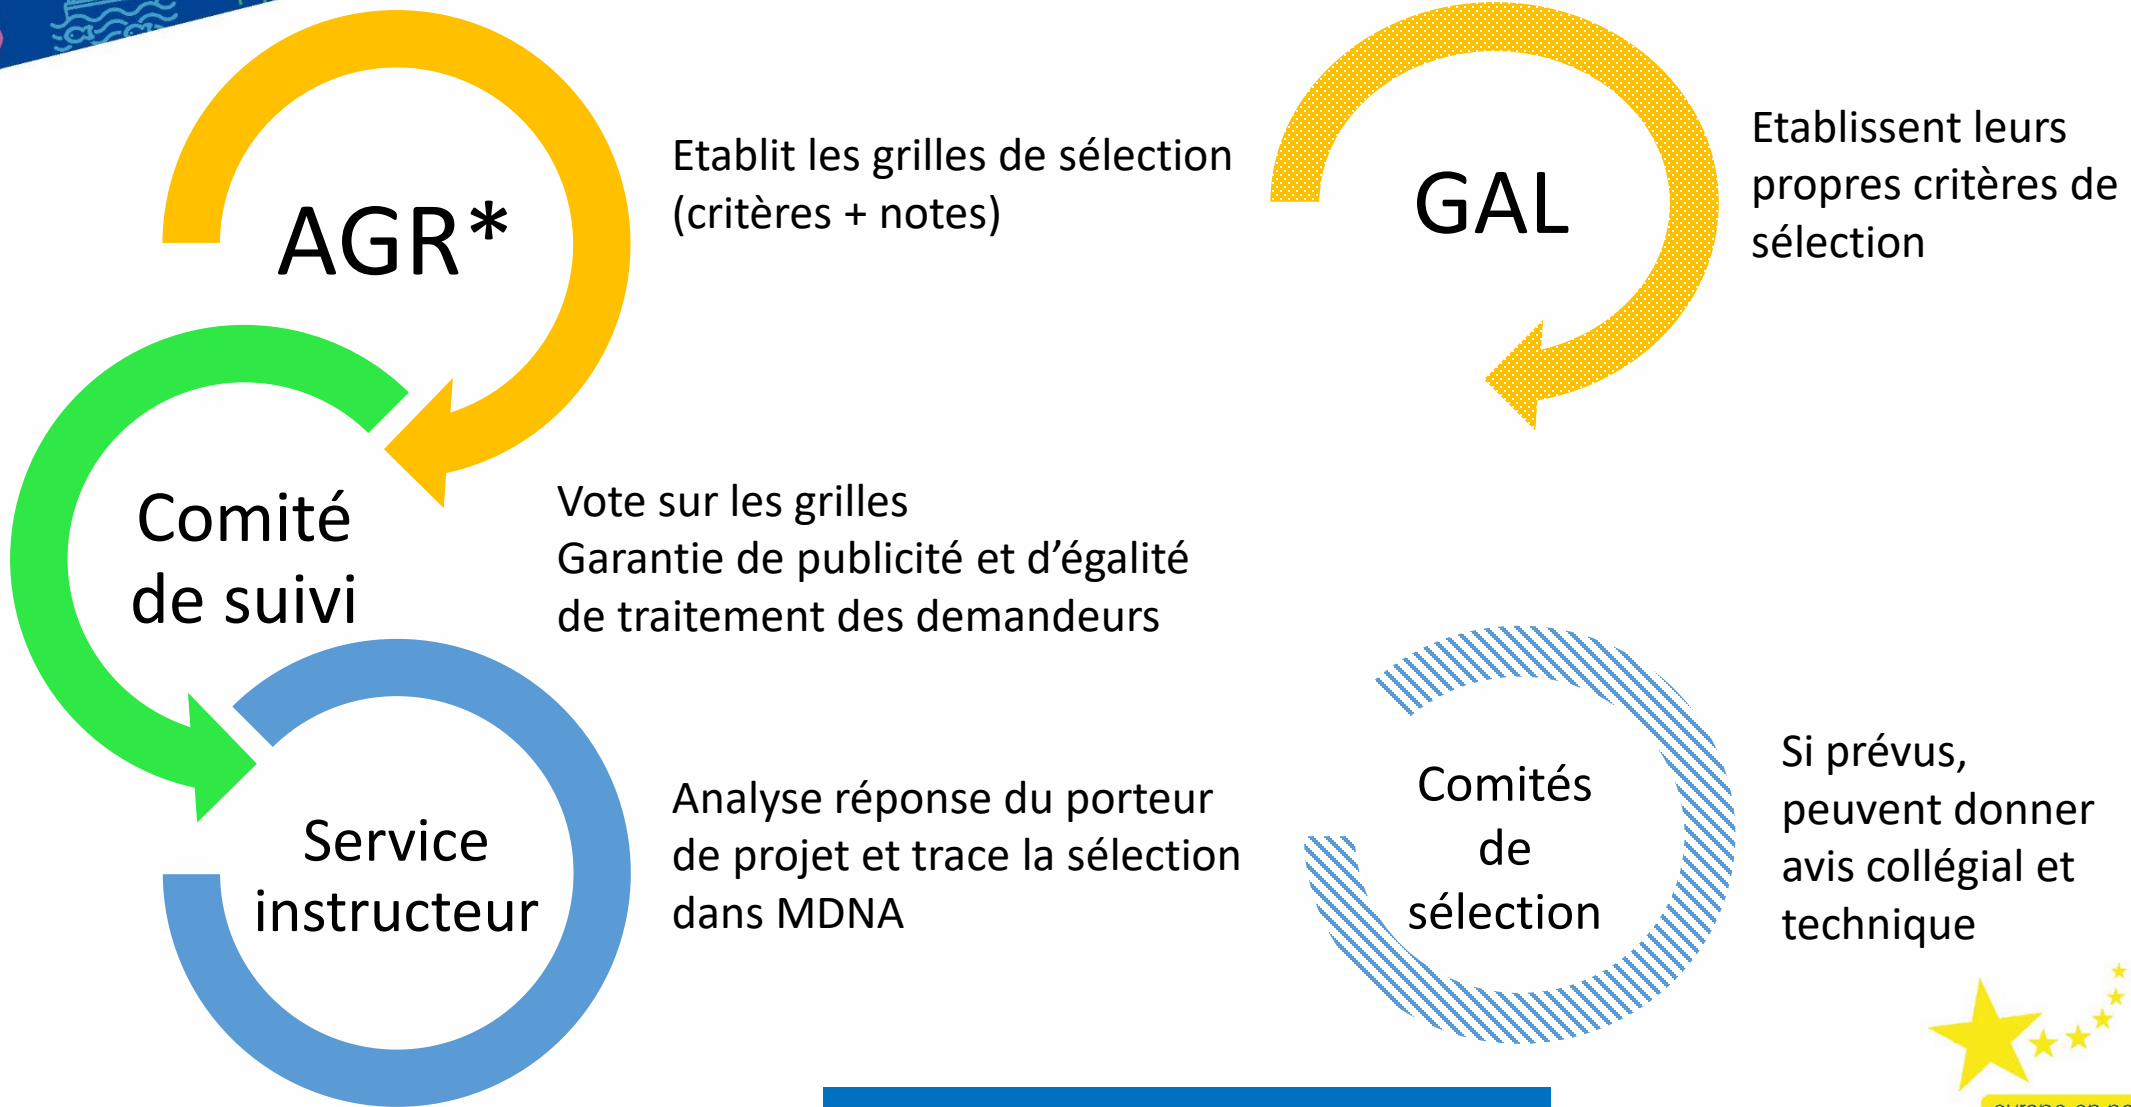 AGR*
Etablit les grilles de sélection
(critères + notes)
GAL
Etablissent leurs
propres critères de
sélection
Comité
de suivi
Vote sur les grilles
Garantie de publicité et d’égalité
de traitement des demandeurs
Service
instructeur
Analyse réponse du porteur
de projet et trace la sélection
dans MDNA
Comités
de
sélection
Si prévus,
peuvent donner
avis collégial et
technique